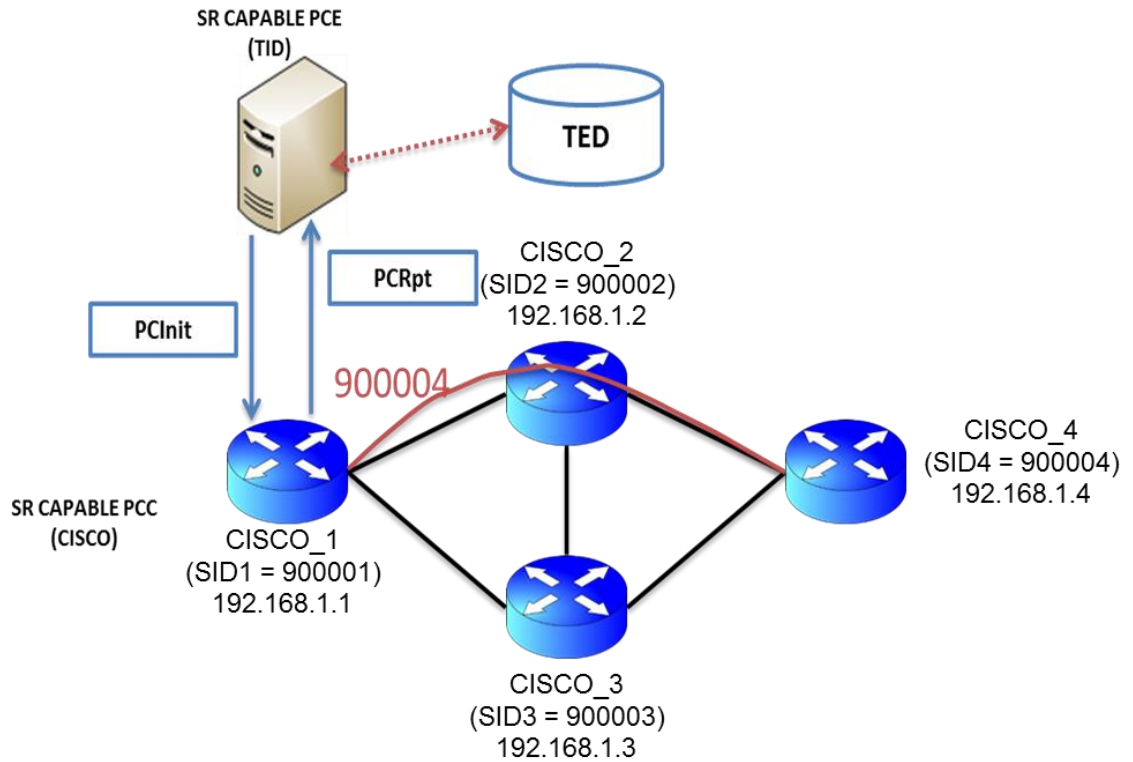 SR CAPABLE PCE
(TID)
TED
PCInit
PCRpt
CISCO_2
(SID2 = 900002)
192.168.1.2
900004
SR CAPABLE PCC
(CISCO)
CISCO_1
(SID1 = 900001)
192.168.1.1
CISCO_4
(SID4 = 900004)
192.168.1.4
CISCO_3
(SID3 = 900003)
192.168.1.3